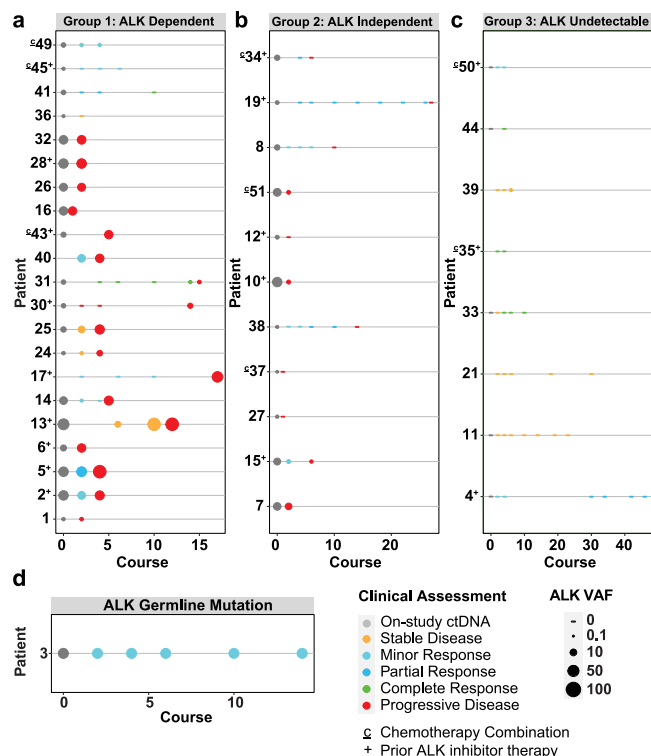 a
Group 1: ALK Dependent
Patient
c49
c45+
41
36
32
28+
26
16
c43+
40
31
30+
25
24
17+
14
13+
6+
5+
2+
1
0 5 10 15
Course
b
Group 2: ALK Independent
Patient
c34+
19+
8
c51
12+
10+
38
c37
27
15+
7
0 10 20
Course
c
Group 3: ALK Undetectable
Patient
c50+
44
39
c35+
33
21
11
4+
0 10 20 30 40
Course
d
ALK Germline Mutation
Patient
3
0 5 10
Course
Clinical Assessment
On-study ctDNA
Stable Disease
Minor Response
Partial Response
Complete Response
Progressive Disease
c Chemotherapy Combination
+ Prior ALK inhibitor therapy
ALK VAF
0
0.1
10
50
100